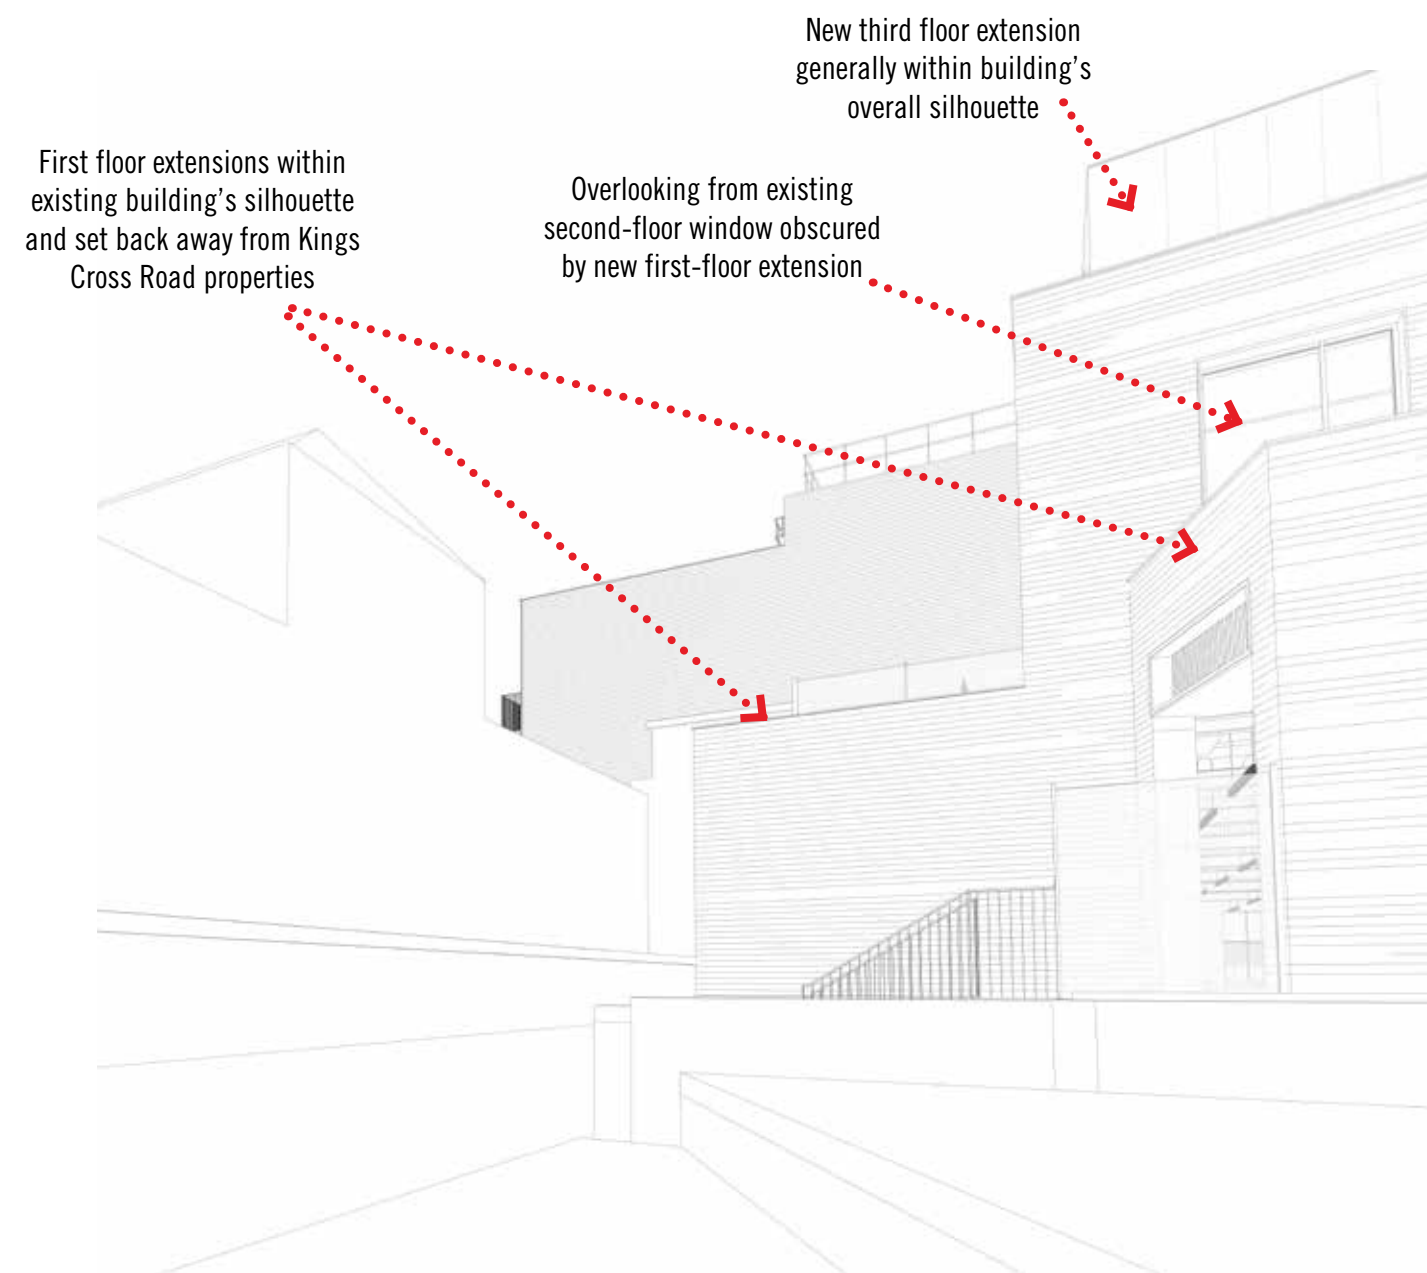 New third floor extension
generally within building’s
overall silhouette
First floor extensions within
existing building’s silhouette
and set back away from Kings
Cross Road properties
Overlooking from existing
second-floor window obscured
by new first-floor extension